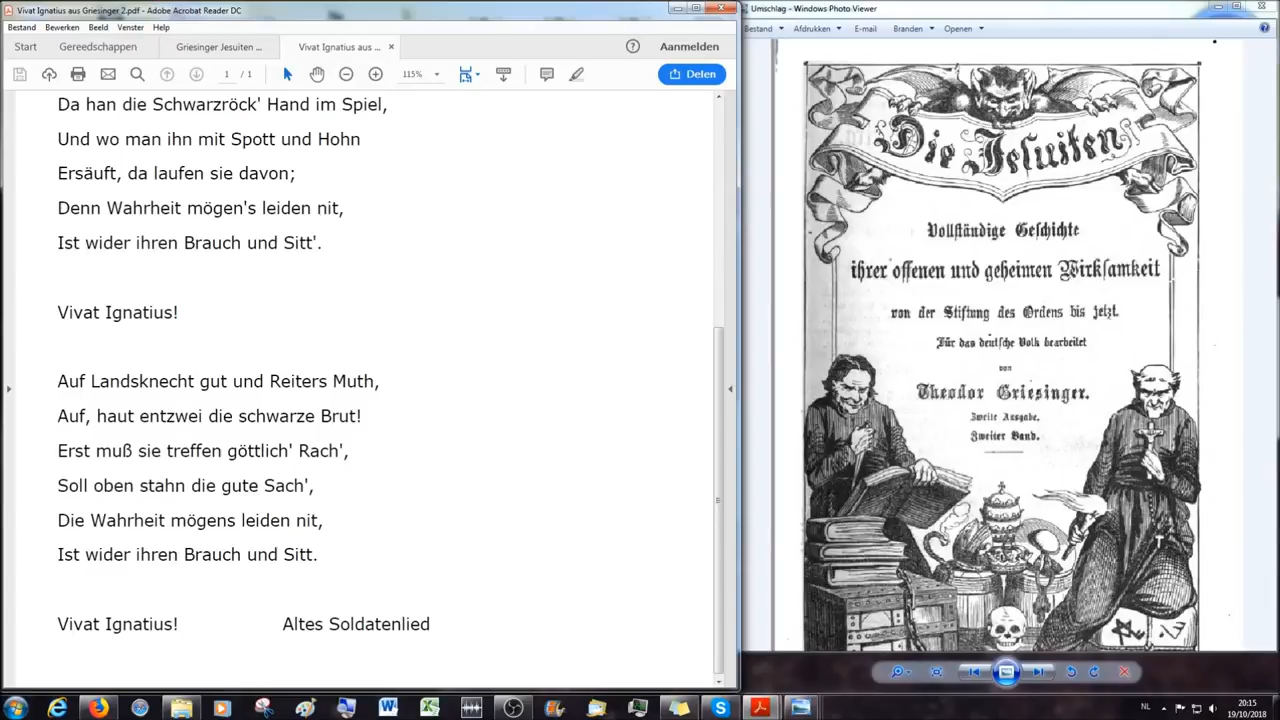 Vivat Ignatius aus Griesinger 2.pdf - Adobe Acrobat Reader DC
Bestand Bewerken Beeld Venster Help
Start Gereedschappen Griesinger Jesuiten ... Vivat Ignatius aus ... × Aanmelden
1 / 1 115% Delen
Da han die Schwarzröck' Hand im Spiel,
Und wo man ihn mit Spott und Hohn
Ersäuft, da laufen sie davon;
Denn Wahrheit mögen's leiden nit,
Ist wider ihren Brauch und Sitt'.
Vivat Ignatius!
Auf Landsknecht gut und Reiters Muth,
Auf, haut entzwei die schwarze Brut!
Erst muß sie treffen göttlich' Rach',
Soll oben stahn die gute Sach',
Die Wahrheit mögens leiden nit,
Ist wider ihren Brauch und Sitt.
Vivat Ignatius! Altes Soldatenlied
Umschlag - Windows Photo Viewer
Bestand Afdrukken E-mail Branden Openen
Die Jesuiten
Vollständige Geschichte
ihrer offenen und geheimen Wirksamkeit
von der Stiftung des Ordens bis jetzt.
Für das deutsche Volk bearbeitet
von
Theodor Griesinger.
Zweite Ausgabe.
Zweiter Band.
NL 20:15
19/10/2018